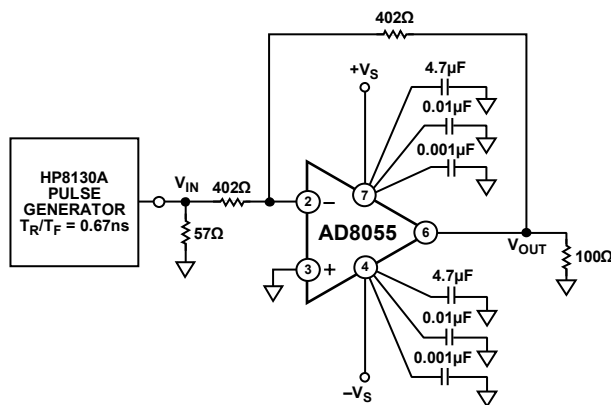 402Ω
+VS
4.7µF
0.01µF
0.001µF
HP8130A
PULSE
GENERATOR
TR/TF = 0.67ns
VIN
402Ω
57Ω
2
–
7
AD8055
6
3
+
4
VOUT
100Ω
4.7µF
0.01µF
0.001µF
–VS